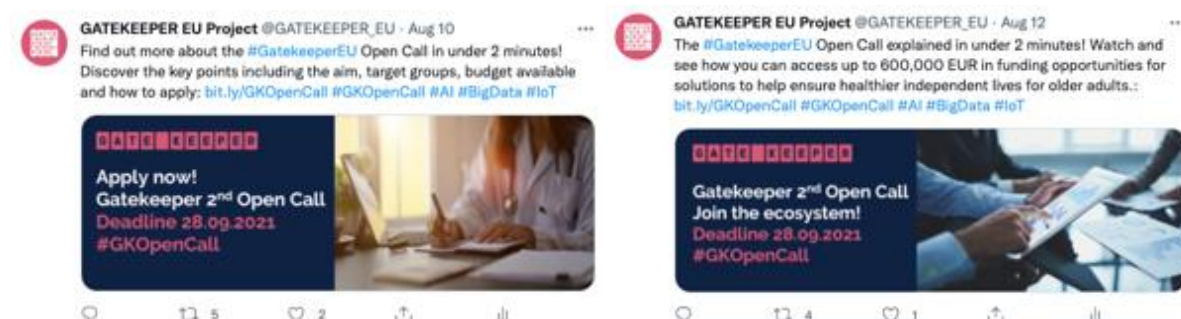 GATEKEEPER EU Project @GATEKEEPER_EU · Aug 10
Find out more about the #GatekeeperEU Open Call in under 2 minutes!
Discover the key points including the aim, target groups, budget available
and how to apply: bit.ly/GKOpenCall #GKOpenCall #AI #BigData #IoT
GATE KEEPER
Apply now!
Gatekeeper 2nd Open Call
Deadline 28.09.2021
#GKOpenCall
5 2
GATEKEEPER EU Project @GATEKEEPER_EU · Aug 12
The #GatekeeperEU Open Call explained in under 2 minutes! Watch and
see how you can access up to 600,000 EUR in funding opportunities for
solutions to help ensure healthier independent lives for older adults.:
bit.ly/GKOpenCall #GKOpenCall #AI #BigData #IoT
GATE KEEPER
Gatekeeper 2nd Open Call
Join the ecosystem!
Deadline 28.09.2021
#GKOpenCall
4 1